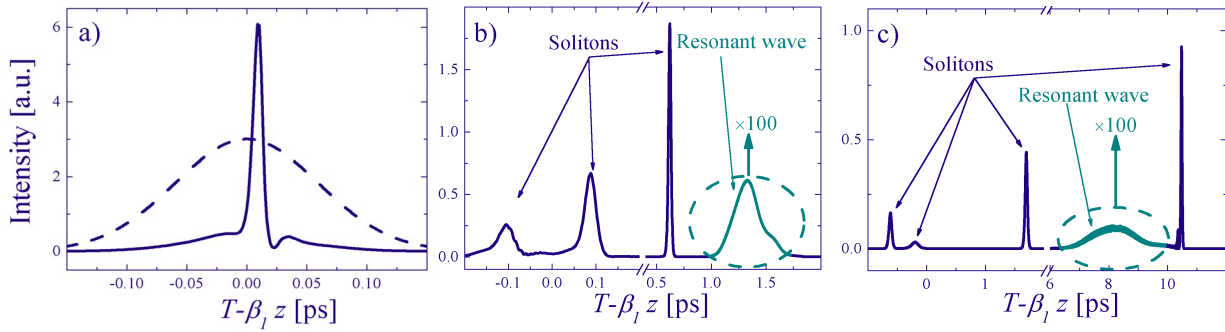 a)
Intensity [a.u.]
6
5
4
3
2
1
0
-0.10
-0.05
0.00
0.05
0.10
T-β₁ z [ps]
b)
Solitons
Resonant wave
×100
1.5
1.0
0.5
0.0
-0.1
0.0
0.1
0.5
1.0
1.5
T-β₁ z [ps]
c)
Solitons
Resonant wave
×100
1.0
0.5
0.0
0
1
6
8
10
T-β₁ z [ps]